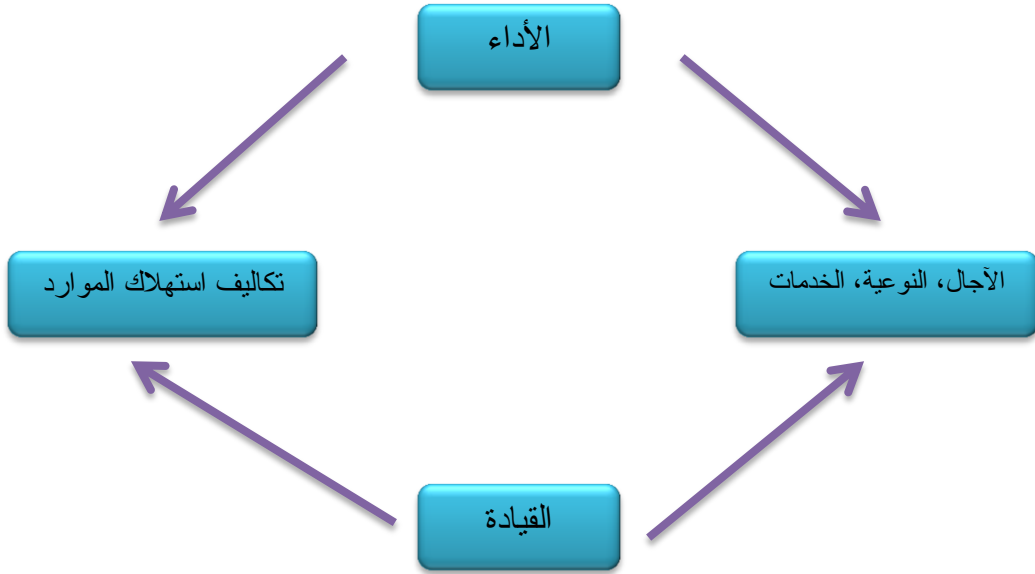 الأداء
الآجال، النوعية، الخدمات
تكاليف استهلاك الموارد
القيادة